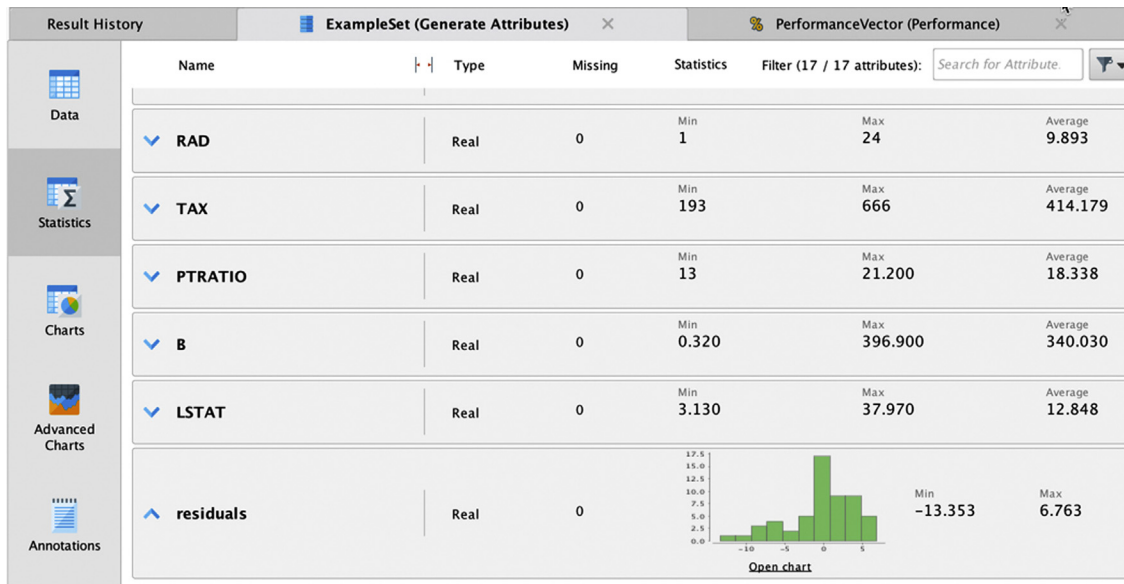 Result History
ExampleSet (Generate Attributes)
PerformanceVector (Performance)
Name
Type
Missing
Statistics
Filter (17 / 17 attributes):
Search for Attribute.
Data
Statistics
Charts
Advanced
Charts
Annotations
RAD
Real
0
Min
1
Max
24
Average
9.893
TAX
Real
0
Min
193
Max
666
Average
414.179
PTRATIO
Real
0
Min
13
Max
21.200
Average
18.338
B
Real
0
Min
0.320
Max
396.900
Average
340.030
LSTAT
Real
0
Min
3.130
Max
37.970
Average
12.848
residuals
Real
0
17.5
15.0
12.5
10.0
7.5
5.0
2.5
0.0
-10
-5
0
5
Open chart
Min
-13.353
Max
6.763